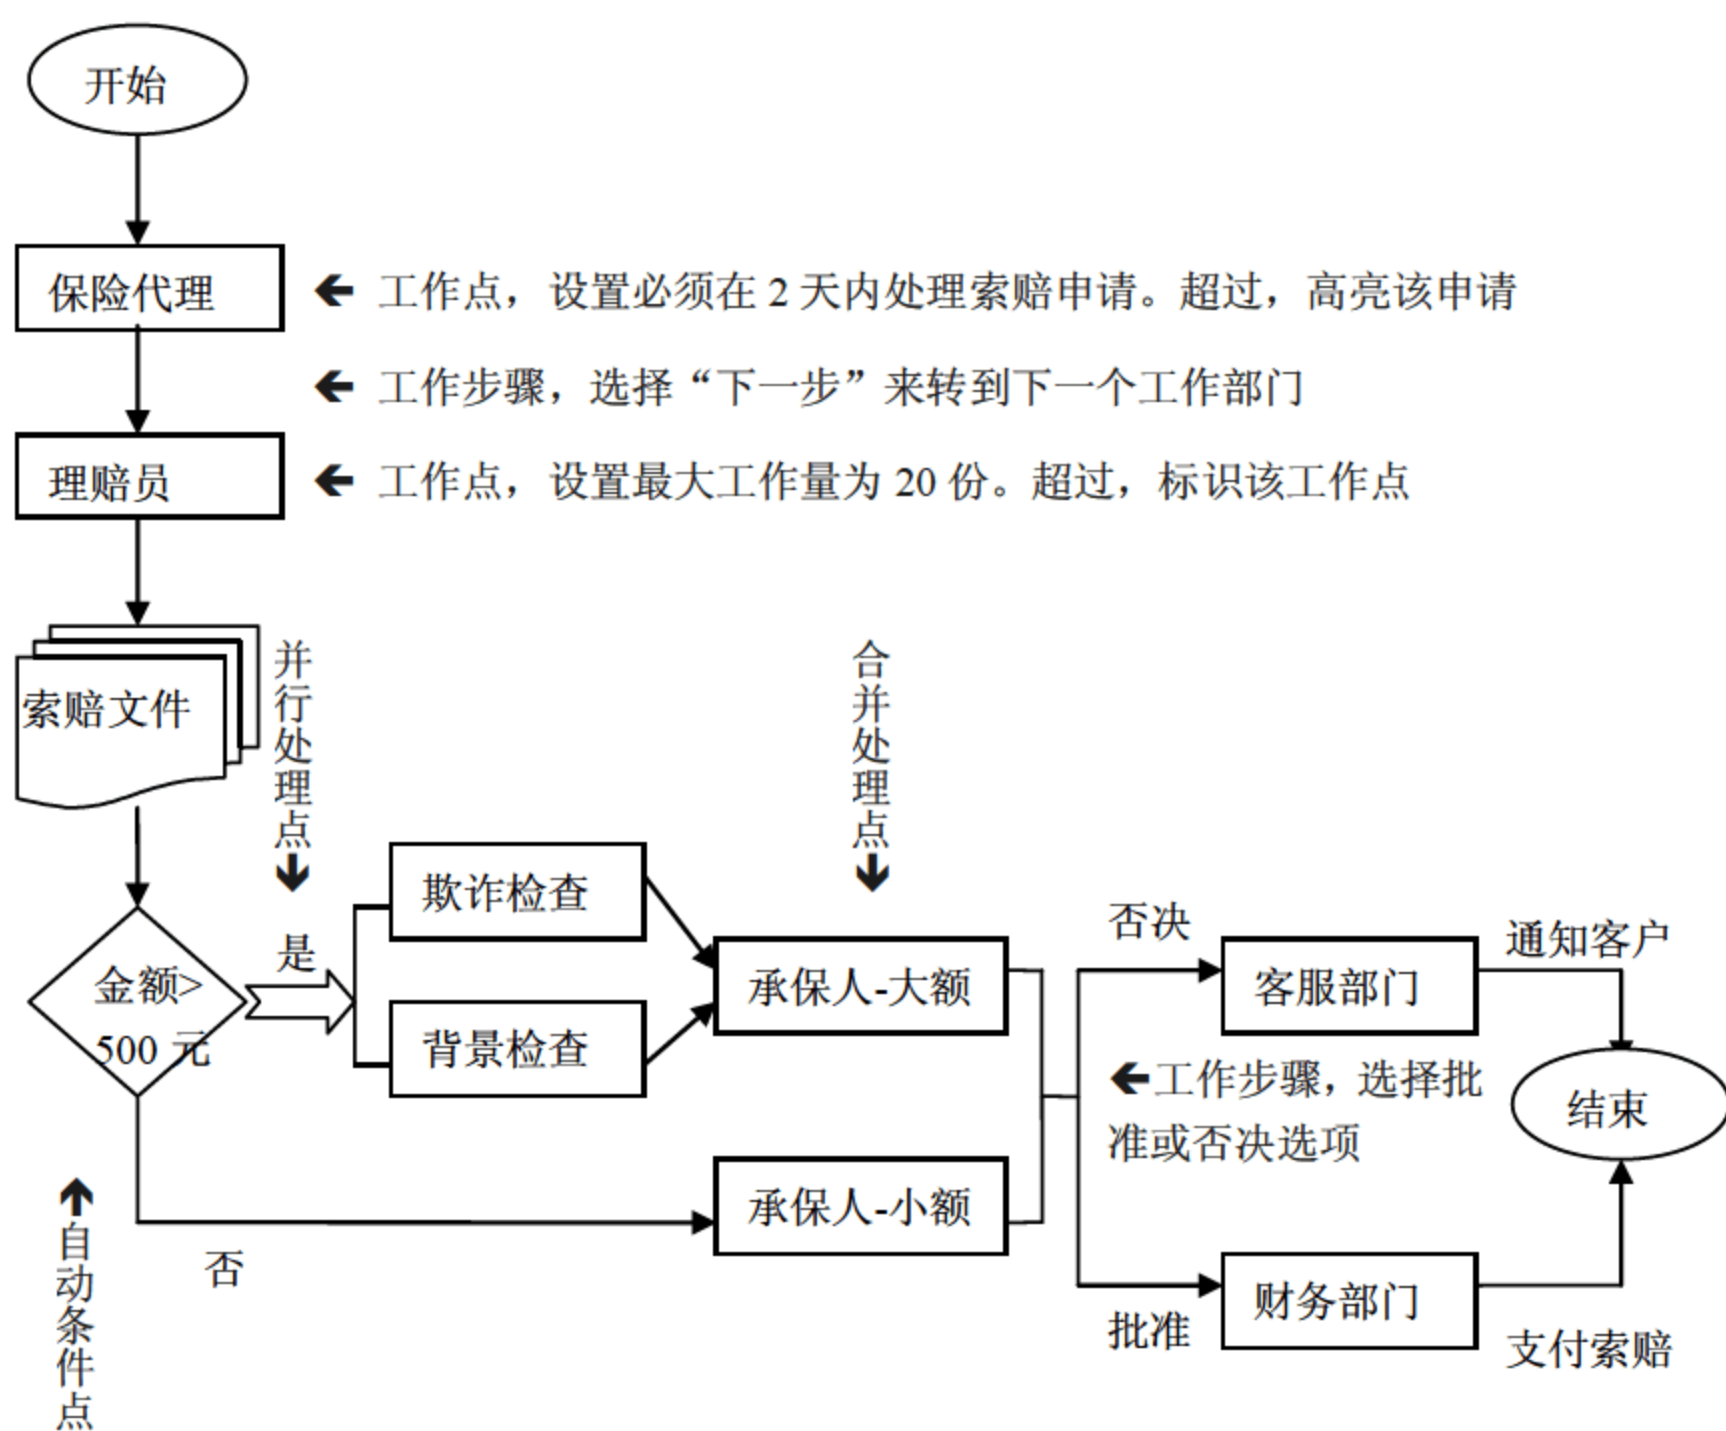 开始
保险代理
🡸 工作点，设置必须在 2 天内处理索赔申请。超过，高亮该申请
🡸 工作步骤，选择“下一步”来转到下一个工作部门
理赔员
🡸 工作点，设置最大工作量为 20 份。超过，标识该工作点
索赔文件
并行处理点🡻
合并处理点🡻
金额>
500 元
是
欺诈检查
背景检查
承保人-大额
否决
客服部门
通知客户
🡸工作步骤，选择批
准或否决选项
结束
否
承保人-小额
批准
财务部门
支付索赔
🡹自动条件点